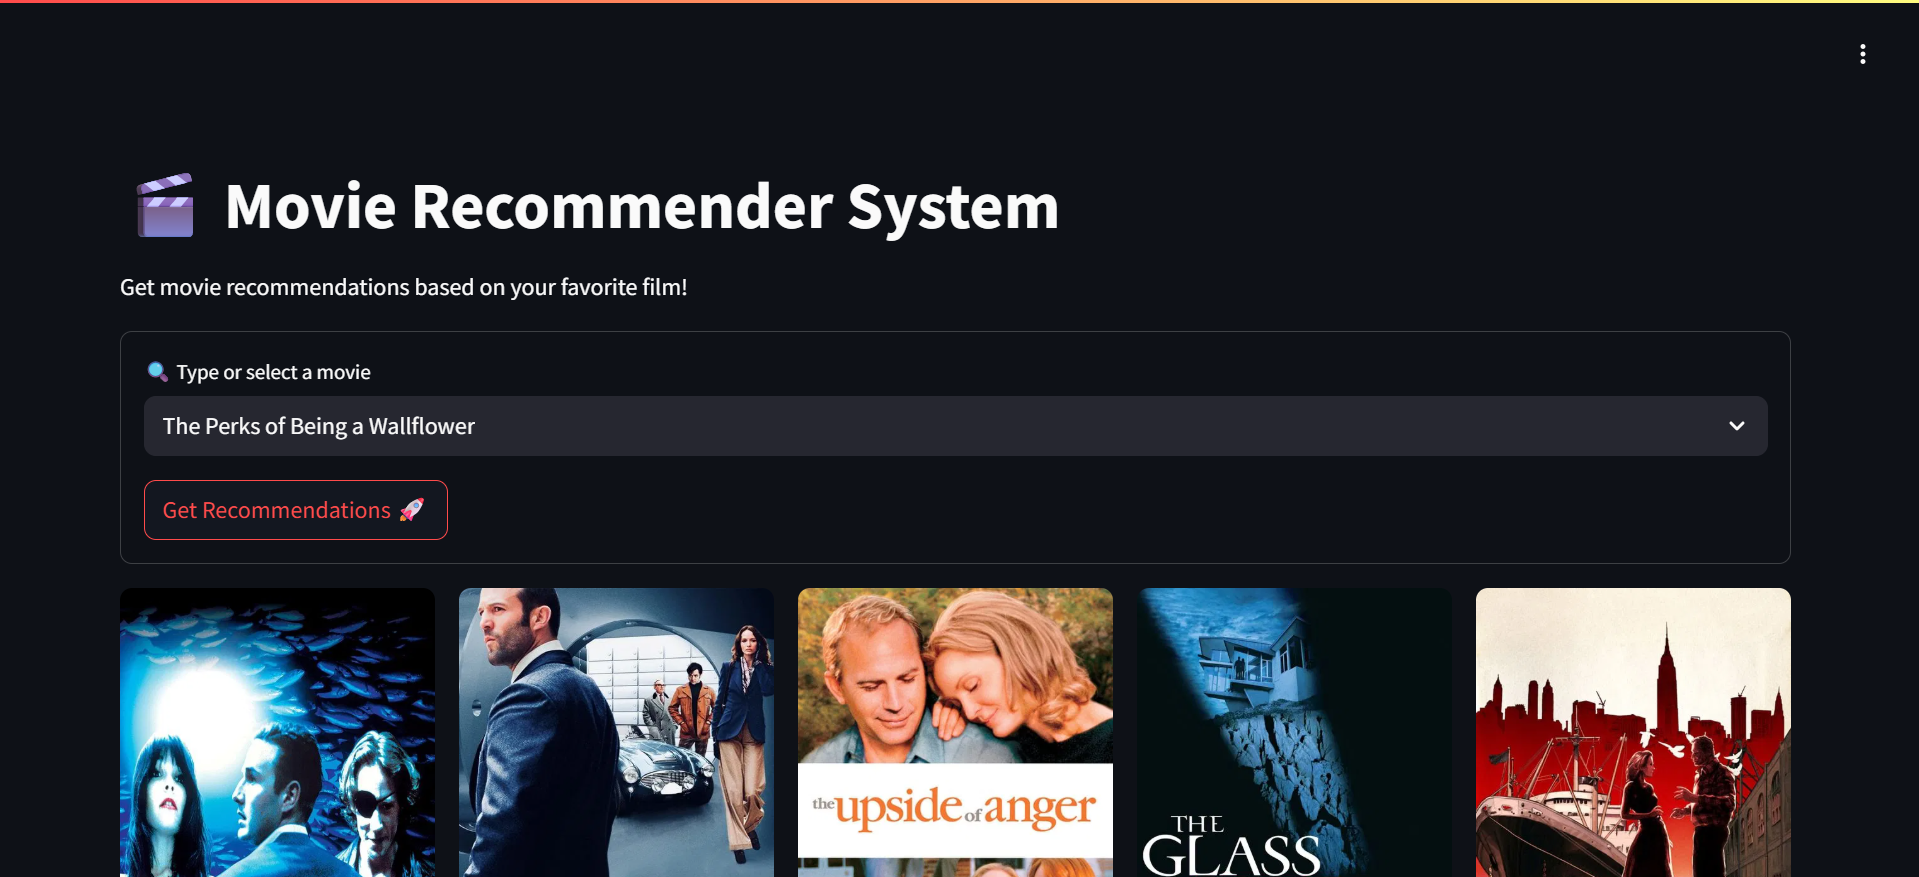 Movie Recommender System
Get movie recommendations based on your favorite film!
Type or select a movie
The Perks of Being a Wallflower
Get Recommendations
the upside of anger
THE
GLASS